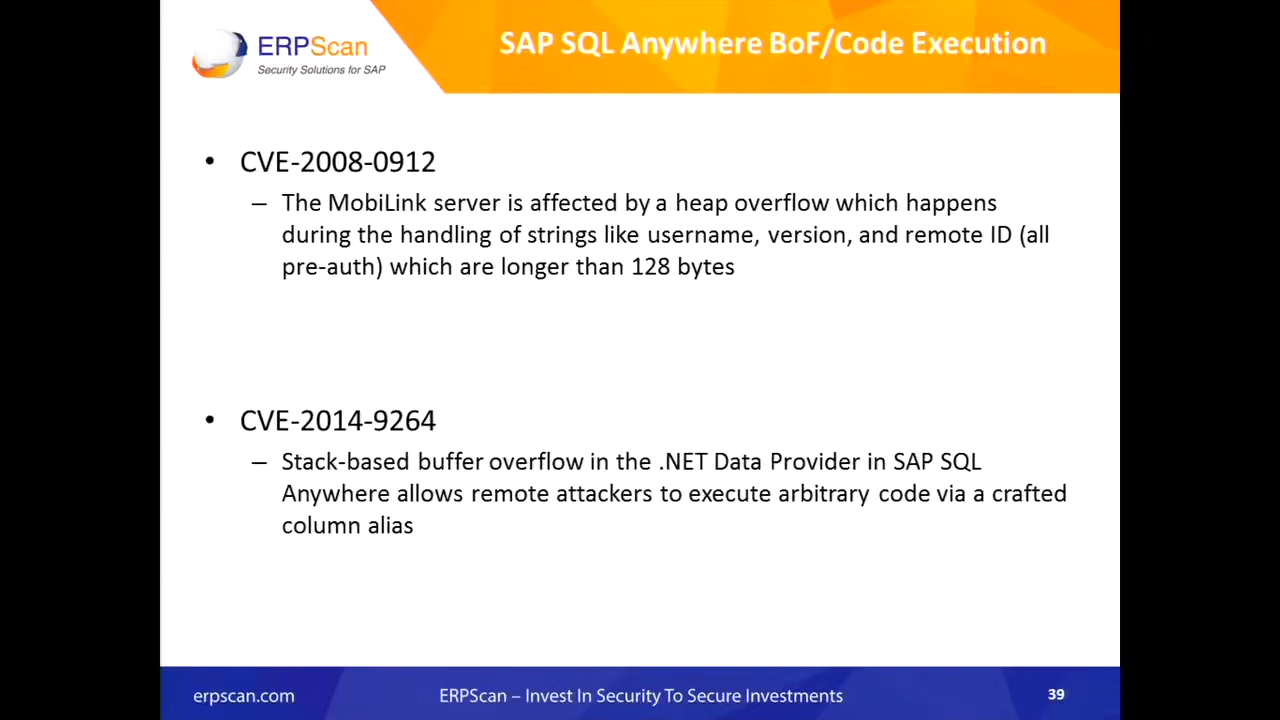 ERPScan
Security Solutions for SAP
SAP SQL Anywhere BoF/Code Execution
• CVE-2008-0912
– The MobiLink server is affected by a heap overflow which happens
during the handling of strings like username, version, and remote ID (all
pre-auth) which are longer than 128 bytes
• CVE-2014-9264
– Stack-based buffer overflow in the .NET Data Provider in SAP SQL
Anywhere allows remote attackers to execute arbitrary code via a crafted
column alias
erpscan.com
ERPScan – Invest In Security To Secure Investments
39